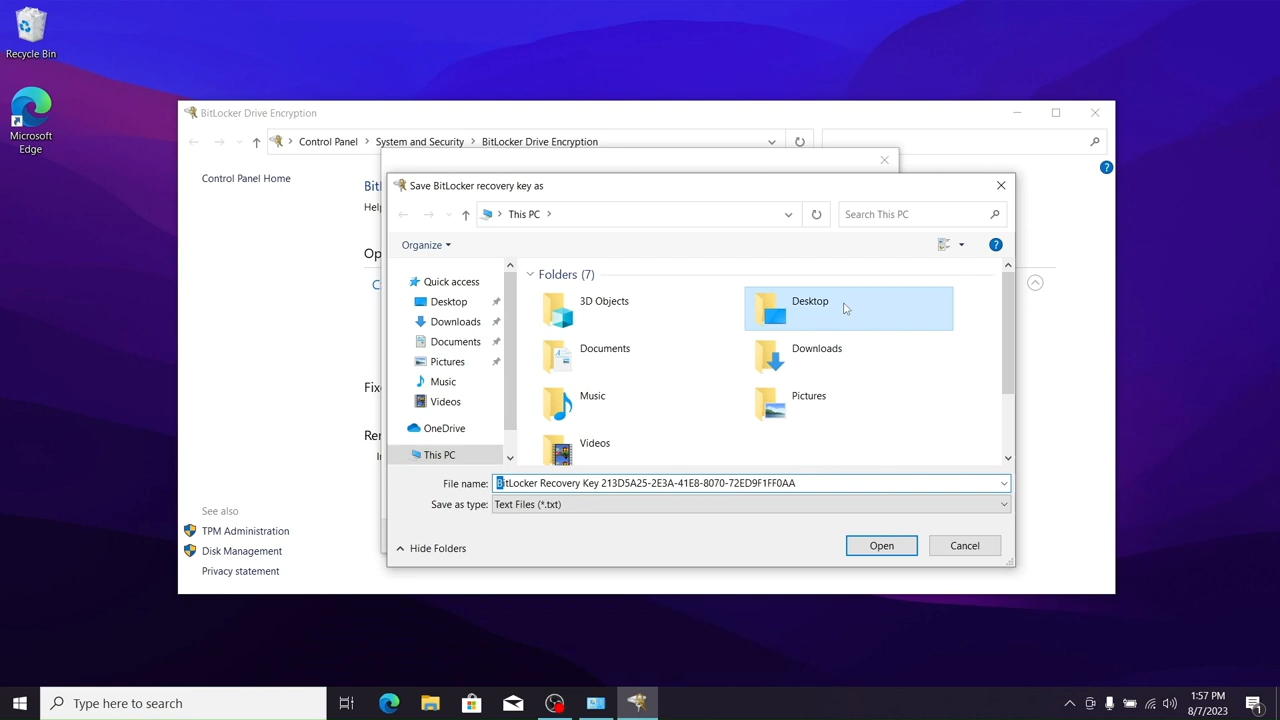 Recycle Bin
Microsoft
Edge
BitLocker Drive Encryption
Control Panel
System and Security
BitLocker Drive Encryption
Control Panel Home
Save BitLocker recovery key as
This PC
Search This PC
Organize
Quick access
Desktop
Downloads
Documents
Pictures
Music
Videos
OneDrive
This PC
Folders (7)
3D Objects
Desktop
Documents
Downloads
Music
Pictures
Videos
File name:
BitLocker Recovery Key 213D5A25-2E3A-41E8-8070-72ED9F1FF0AA
Save as type:
Text Files (*.txt)
Hide Folders
Open
Cancel
See also
TPM Administration
Disk Management
Privacy statement
Type here to search
1:57 PM
8/7/2023
1